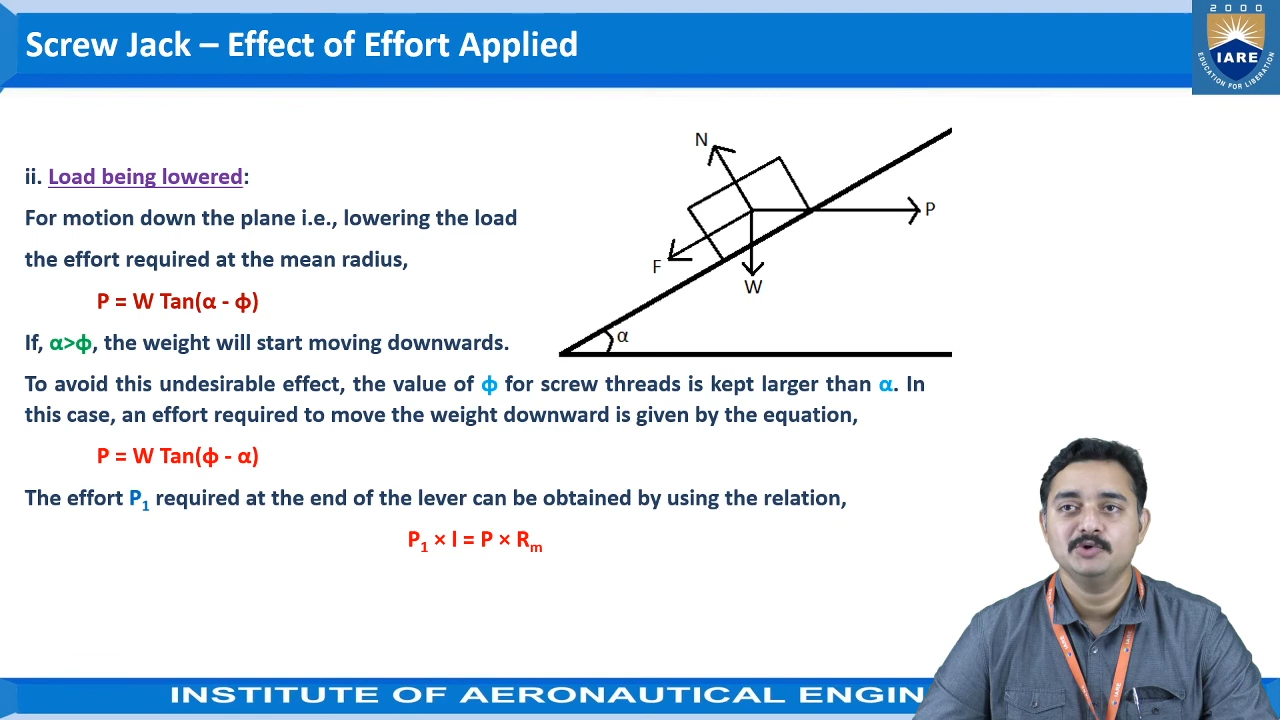 2 0 0 0
Screw Jack – Effect of Effort Applied
IARE
EDUCATION FOR LIBERATION
ii. Load being lowered:
For motion down the plane i.e., lowering the load
the effort required at the mean radius,
P = W Tan(α - ϕ)
If, α>ϕ, the weight will start moving downwards.
N
P
F
W
α
To avoid this undesirable effect, the value of ϕ for screw threads is kept larger than α. In
this case, an effort required to move the weight downward is given by the equation,
P = W Tan(ϕ - α)
The effort P₁ required at the end of the lever can be obtained by using the relation,
P₁ × l = P × Rₘ
INSTITUTE OF AERONAUTICAL ENGIN